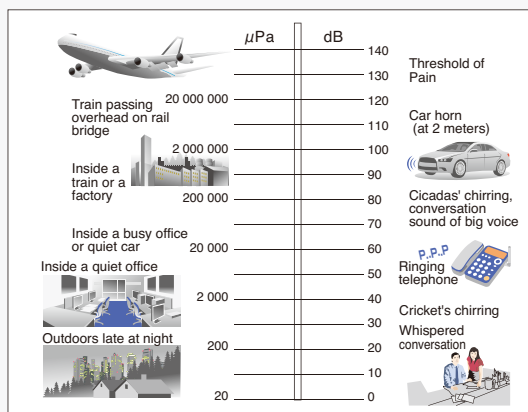 µPa
dB
20 000 000
2 000 000
200 000
20 000
2 000
200
20
140
130
120
110
100
90
80
70
60
50
40
30
20
10
0
Train passing
overhead on rail
bridge
Inside a
train or a
factory
Inside a busy office
or quiet car
Inside a quiet office
Outdoors late at night
Threshold of
Pain
Car horn
(at 2 meters)
Cicadas' chirring,
conversation
sound of big voice
P..P..P
Ringing
telephone
Cricket's chirring
Whispered
conversation